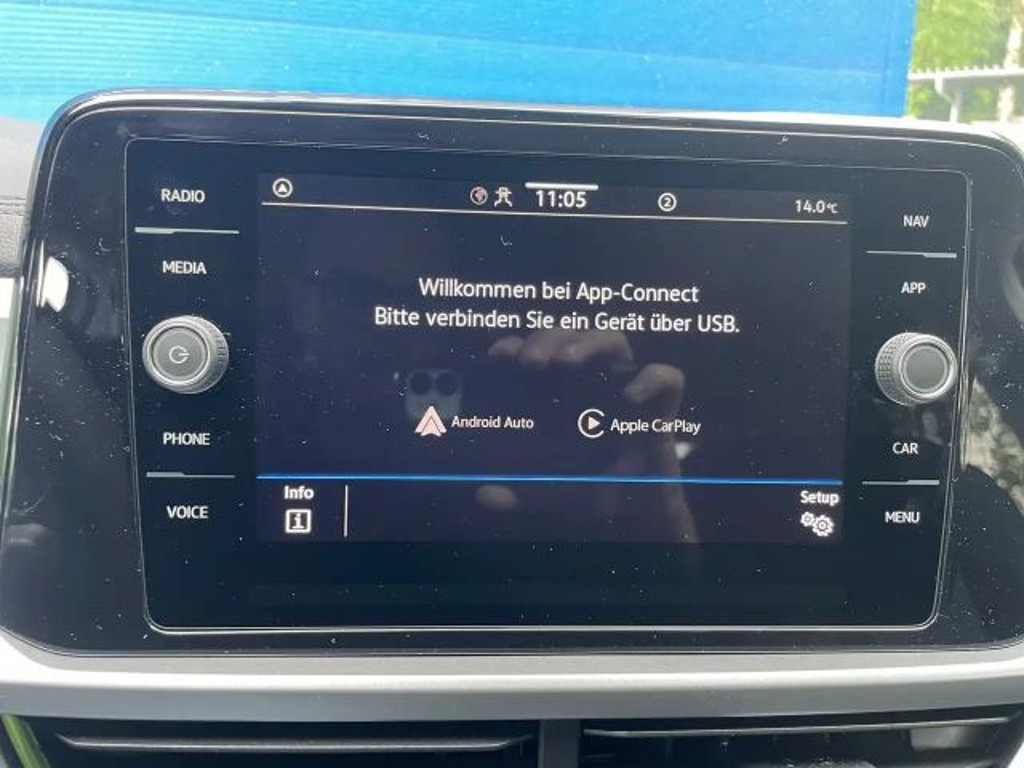 RADIO
MEDIA
PHONE
VOICE
11:05
2
14.0°C
Willkommen bei App-Connect
Bitte verbinden Sie ein Gerät über USB.
Android Auto
Apple CarPlay
Info
i
Setup
NAV
APP
CAR
MENU